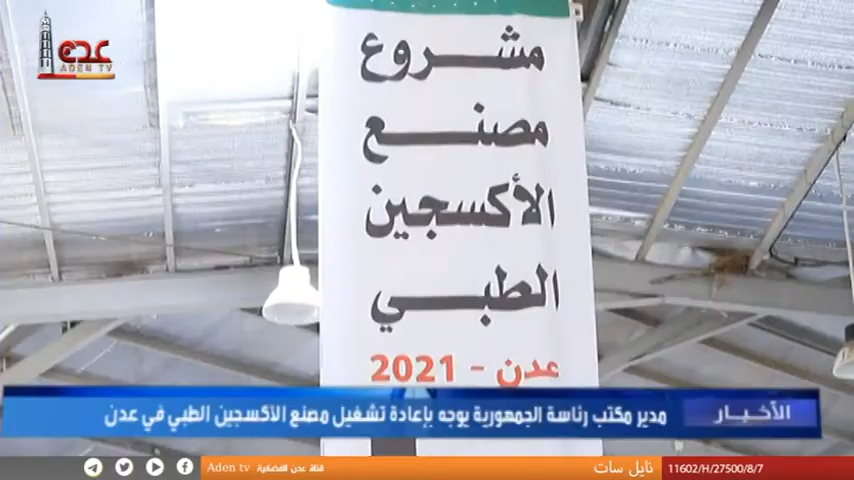 عدن
ADEN TV
مشروع
مصنع
الأكسجين
الطبي
عدن - 2021
الأخبار
مدير مكتب رئاسة الجمهورية يوجه بإعادة تشغيل مصنع الأكسجين الطبي في عدن
Aden tv قناة عدن الفضائية
نايل سات
11602/H/27500/8/7